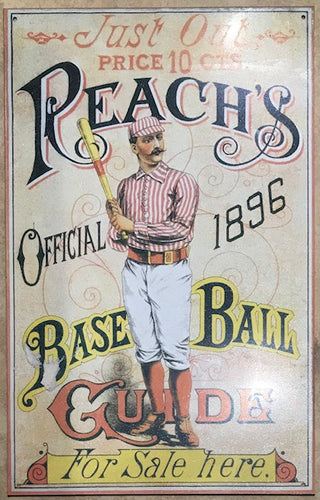 Just Out
PRICE 10 CTS.
REACH'S
OFFICIAL 1896
BASE BALL
GUIDE
For Sale here.